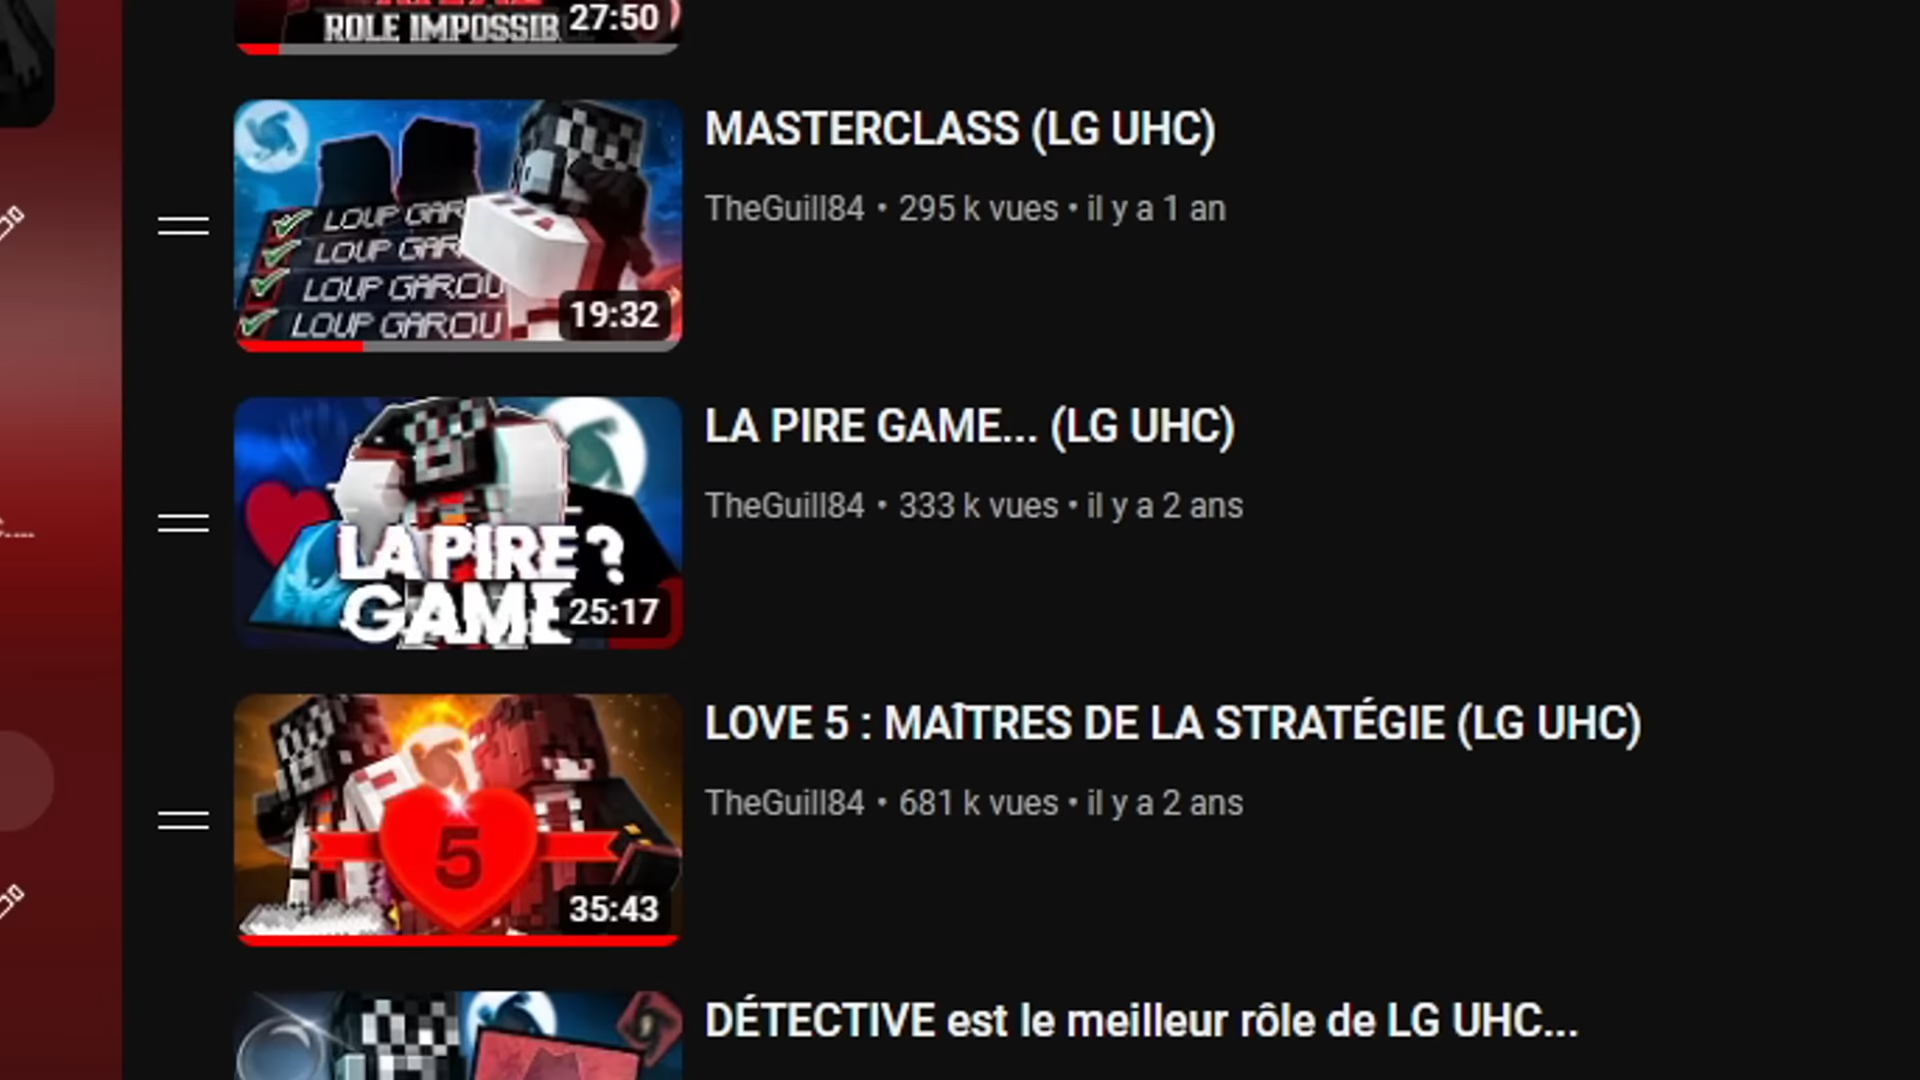 ROLE IMPOSSIB
27:50
MASTERCLASS (LG UHC)
TheGuill84 • 295 k vues • il y a 1 an
LOUP GAR
LOUP GAR
LOUP GAROU
LOUP GAROU
19:32
LA PIRE GAME... (LG UHC)
TheGuill84 • 333 k vues • il y a 2 ans
LA PIRE ?
GAME
25:17
LOVE 5 : MAÎTRES DE LA STRATÉGIE (LG UHC)
TheGuill84 • 681 k vues • il y a 2 ans
5
35:43
DÉTECTIVE est le meilleur rôle de LG UHC...